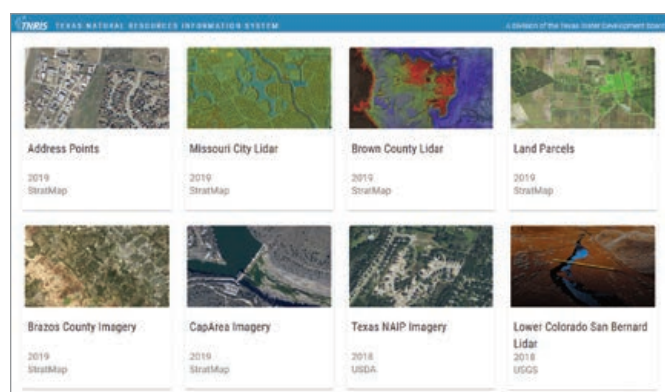 TNRIS TEXAS NATURAL RESOURCES INFORMATION SYSTEM A Division of the Texas Water Development Board
Address Points
2019
StratMap
Missouri City Lidar
2019
StratMap
Brown County Lidar
2019
StratMap
Land Parcels
2019
StratMap
Brazos County Imagery
2019
StratMap
CapArea Imagery
2019
StratMap
Texas NAIP Imagery
2018
USDA
Lower Colorado San Bernard
Lidar
2018
USGS